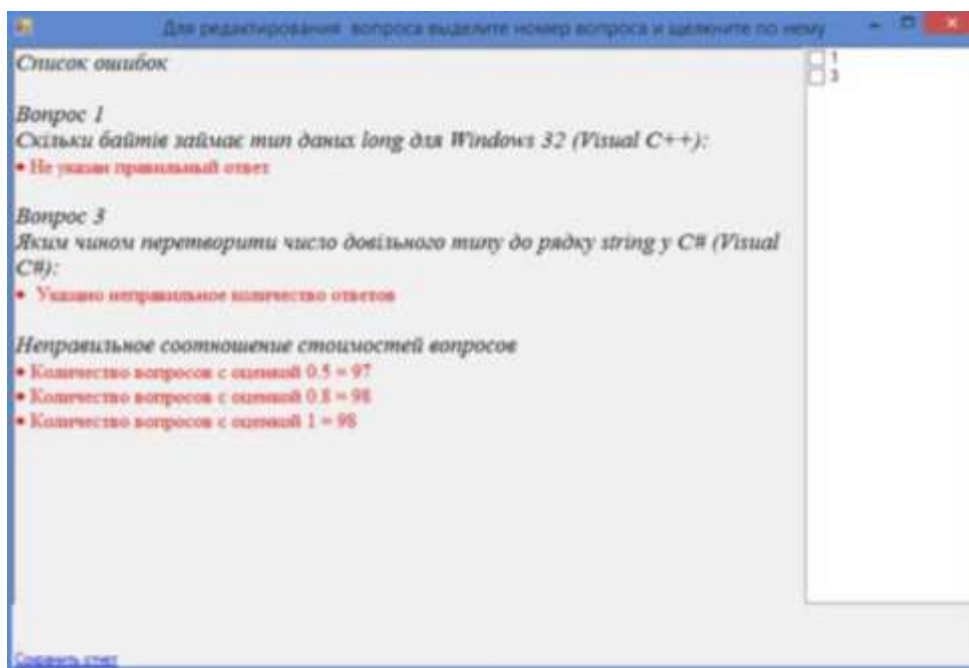 Для редактирования вопроса выделите номер вопроса и щелкните по нему
Список ошибок
1
3
Вопрос 1
Скільки байтів займає тип даних long для Windows 32 (Visual C++):
• Не указан правильный ответ
Вопрос 3
Яким чином перетворити число довільного типу до рядку string у C# (Visual
C#):
• Указано неправильное количество ответов
Неправильное соотношение стоимостей вопросов
• Количество вопросов с оценкой 0.5 = 97
• Количество вопросов с оценкой 0.8 = 98
• Количество вопросов с оценкой 1 = 98
Сохранить отчет